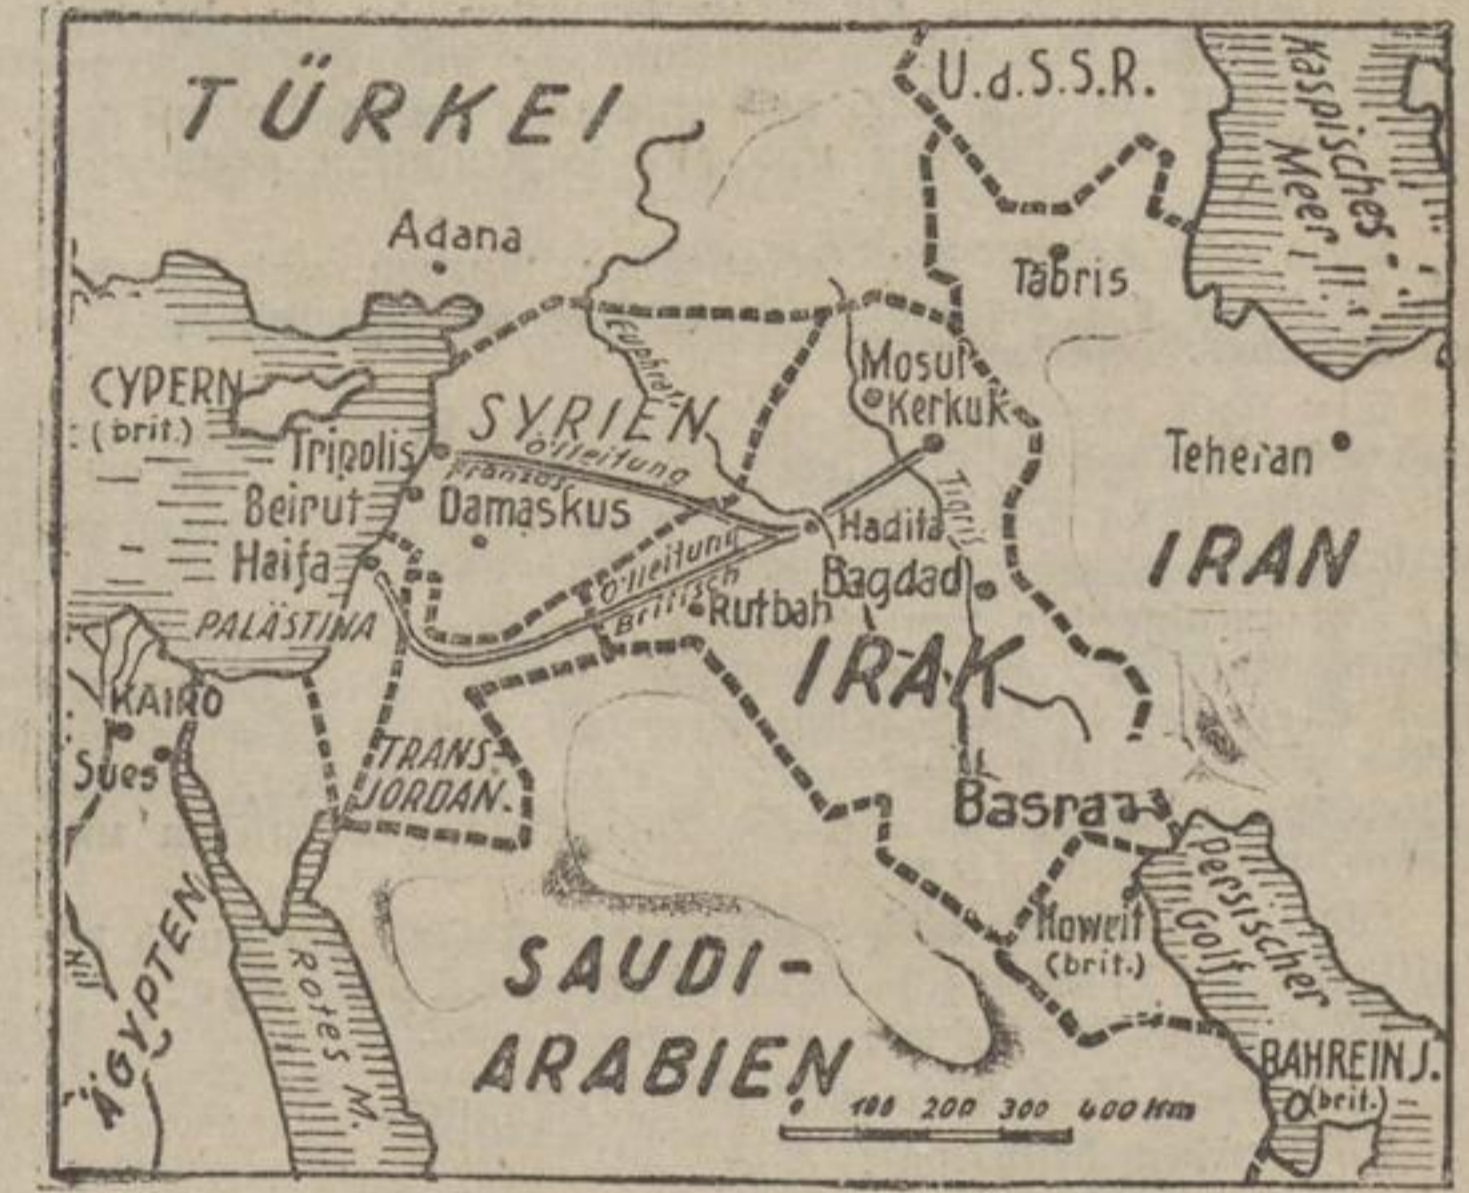 TÜRKEI
U.d.S.S.R.
Kaspisches-
Meer
Adana
Täbris
Euphrat
Mosul
CYPERN
(brit.)
SYRIEN
Kerkuk
Tripolis
Ölleitung
Französ.
Teheran
Tigris
Beirut
Damaskus
Hadita
IRAN
Haifa
Ölleitung
Britisch
Bagdad
Rutbah
PALÄSTINA
IRAK
KAIRO
Sues
TRANS-
JORDAN.
Basra
Persischer
Golf
Koweit
(brit.)
ÄGYPTEN
Nil
Rotes M.
SAUDI-
ARABIEN
BAHREIN J.
(brit.)
0 100 200 300 400 Km